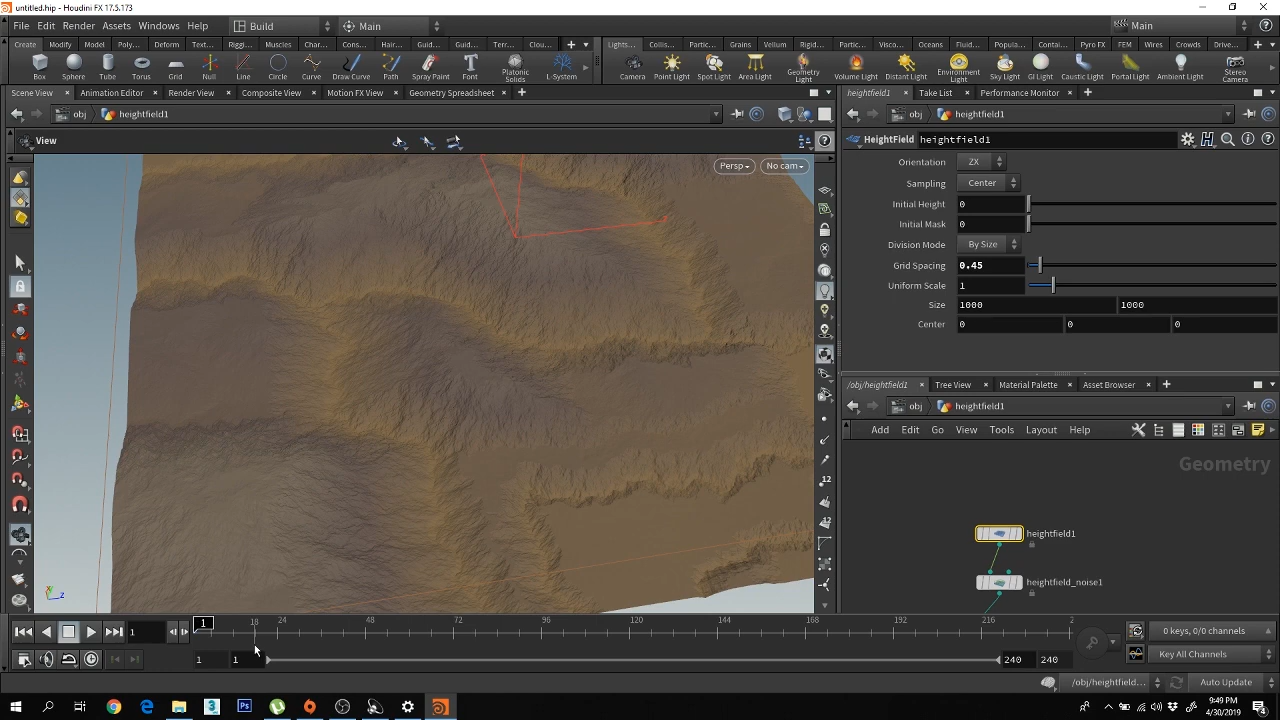 untitled.hip - Houdini FX 17.5.173
File Edit Render Assets Windows Help Build Main Main
Create Modify Model Poly... Deform Text... Riggi... Muscles Char... Cons... Hair... Guid... Guid... Terr... Clou... Lights... Collis... Partic... Grains Vellum Rigid... Partic... Visco... Oceans Fluid... Popula... Contai... Pyro FX FEM Wires Crowds Drive...
Box Sphere Tube Torus Grid Null Line Circle Curve Draw Curve Path Spray Paint Font Platonic Solids L-System Camera Point Light Spot Light Area Light Geometry Light Volume Light Distant Light Environment Light Sky Light GI Light Caustic Light Portal Light Ambient Light Stereo Camera
Scene View Animation Editor Render View Composite View Motion FX View Geometry Spreadsheet
obj heightfield1
View
Persp No cam
12
12
z
heightfield1 Take List Performance Monitor
obj heightfield1
HeightField heightfield1
Orientation ZX
Sampling Center
Initial Height 0
Initial Mask 0
Division Mode By Size
Grid Spacing 0.45
Uniform Scale 1
Size 1000 1000
Center 0 0 0
/obj/heightfield1 Tree View Material Palette Asset Browser
obj heightfield1
Add Edit Go View Tools Layout Help
Geometry
heightfield1
heightfield_noise1
1 1 18 24 48 72 96 120 144 168 192 216 2
0 keys, 0/0 channels
1 1 240 240 Key All Channels
/obj/heightfield... Auto Update
9:49 PM
4/30/2019